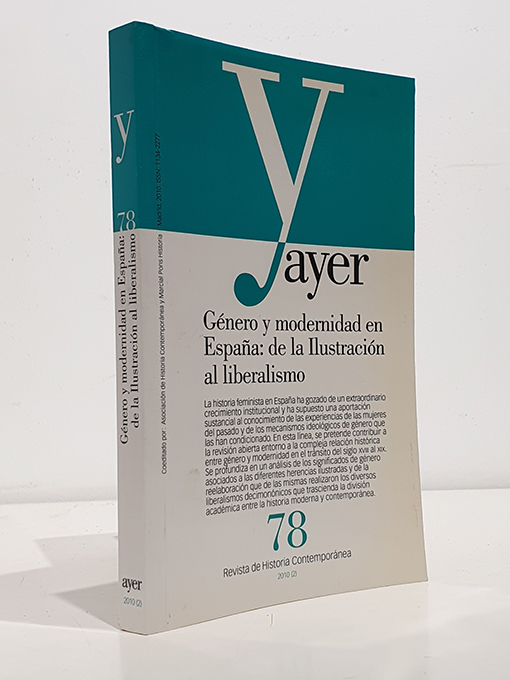 y
78
Género y modernidad en España:
de la Ilustración al liberalismo
ayer
2010 (2)
Coeditado por: Asociación de Historia Contemporánea y Marcial Pons Historia
Madrid, 2010. ISSN: 1134-2277
y
ayer
Género y modernidad en
España: de la Ilustración
al liberalismo
La historia feminista en España ha gozado de un extraordinario
crecimiento institucional y ha supuesto una aportación
sustancial al conocimiento de las experiencias de las mujeres
del pasado y de los mecanismos ideológicos de género que
las han condicionado. En esta línea, se pretende contribuir a
la revisión abierta entorno a la compleja relación histórica
entre género y modernidad en el tránsito del siglo XVIII al XIX.
Se profundiza en un análisis de los significados de género
asociados a las diferentes herencias ilustradas y de la
reelaboración que de las mismas realizaron los diversos
liberalismos decimonónicos que trascienda la división
académica entre la historia moderna y contemporánea.
78
Revista de Historia Contemporánea
2010 (2)